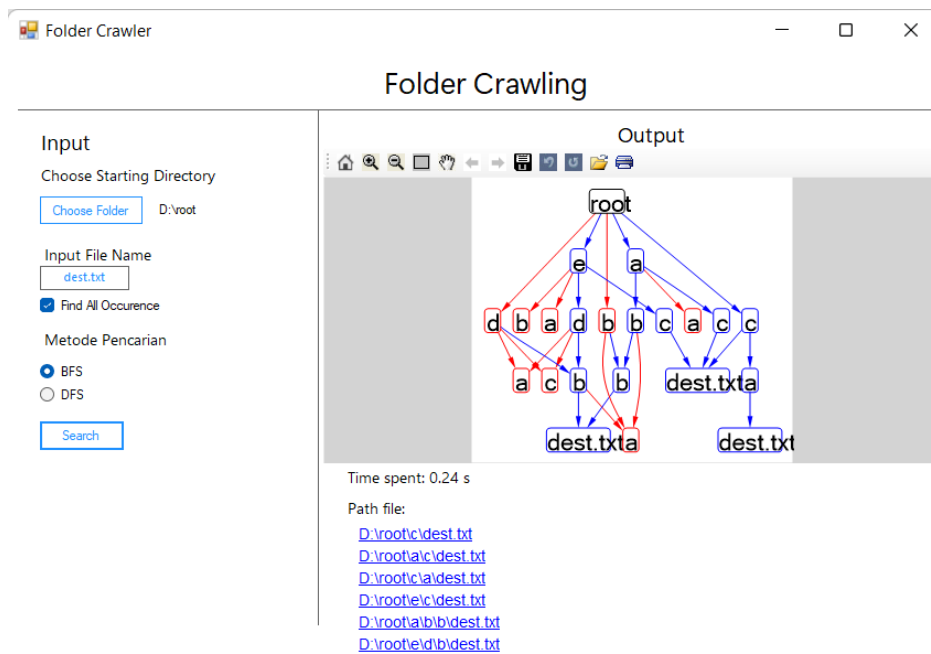 Folder Crawler
Folder Crawling
Input
Choose Starting Directory
Choose Folder D:\root
Input File Name
dest.txt
Find All Occurence
Metode Pencarian
BFS
DFS
Search
Output
root
e a
d b a d b b c a c c
a c b b dest.txt a
dest.txt a dest.txt
Time spent: 0.24 s
Path file:
D:\root\c\dest.txt
D:\root\a\c\dest.txt
D:\root\c\a\dest.txt
D:\root\e\c\dest.txt
D:\root\a\b\b\dest.txt
D:\root\e\d\b\dest.txt